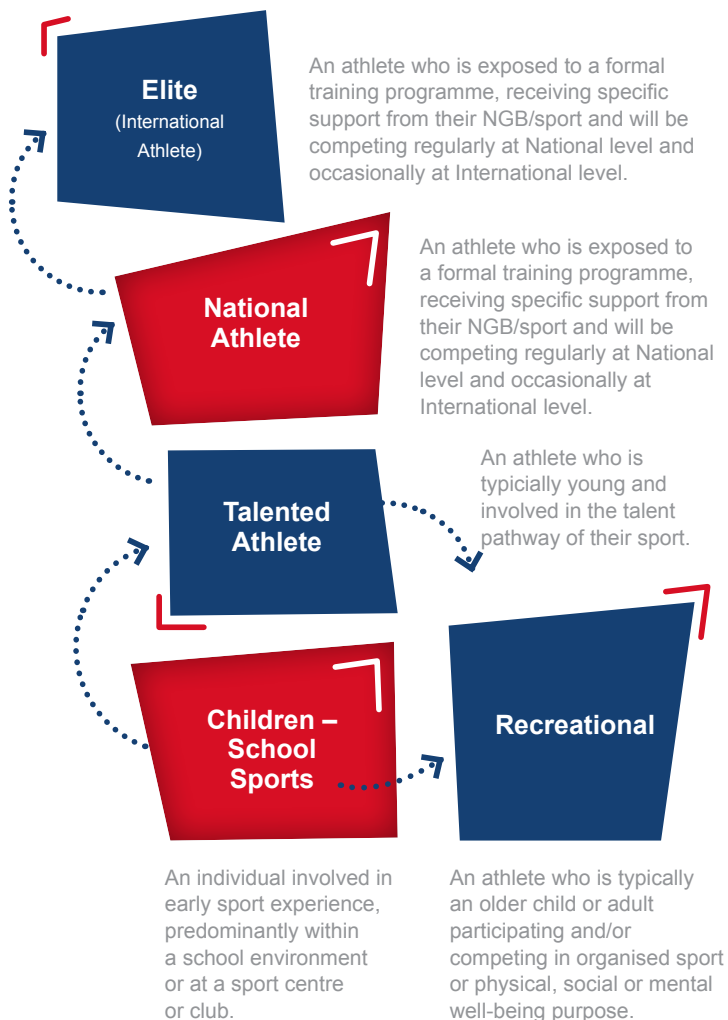 Elite
(International
Athlete)
An athlete who is exposed to a formal
training programme, receiving specific
support from their NGB/sport and will be
competing regularly at National level and
occasionally at International level.
National
Athlete
An athlete who is exposed to
a formal training programme,
receiving specific support from
their NGB/sport and will be
competing regularly at National
level and occasionally at
International level.
Talented
Athlete
An athlete who is
typicially young and
involved in the talent
pathway of their sport.
Children –
School
Sports
Recreational
An individual involved in
early sport experience,
predominantly within
a school environment
or at a sport centre
or club.
An athlete who is typically
an older child or adult
participating and/or
competing in organised sport
or physical, social or mental
well-being purpose.